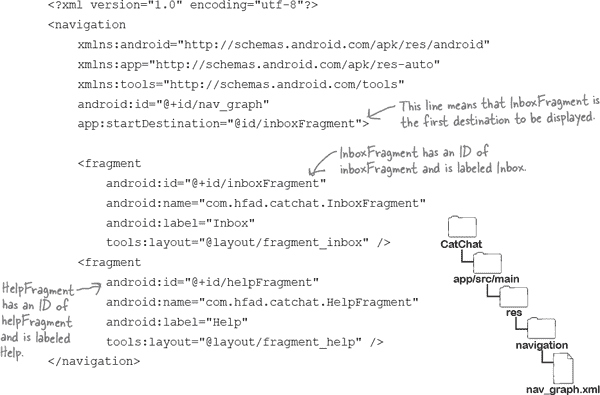 <?xml version="1.0" encoding="utf-8"?>
<navigation
xmlns:android="http://schemas.android.com/apk/res/android"
xmlns:app="http://schemas.android.com/apk/res-auto"
xmlns:tools="http://schemas.android.com/tools"
android:id="@+id/nav_graph"
app:startDestination="@id/inboxFragment">
This line means that InboxFragment is
the first destination to be displayed.
<fragment
android:id="@+id/inboxFragment"
android:name="com.hfad.catchat.InboxFragment"
android:label="Inbox"
tools:layout="@layout/fragment_inbox" />
InboxFragment has an ID of
inboxFragment and is labeled Inbox.
<fragment
android:id="@+id/helpFragment"
android:name="com.hfad.catchat.HelpFragment"
android:label="Help"
tools:layout="@layout/fragment_help" />
</navigation>
HelpFragment
has an ID of
helpFragment
and is labeled
Help.
CatChat
app/src/main
res
navigation
nav_graph.xml